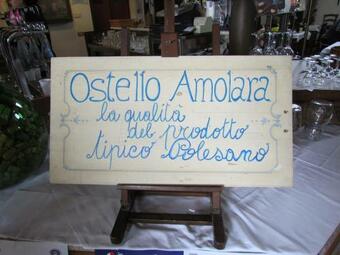 Ostello Amolara
la qualità
del prodotto
tipico Polesano